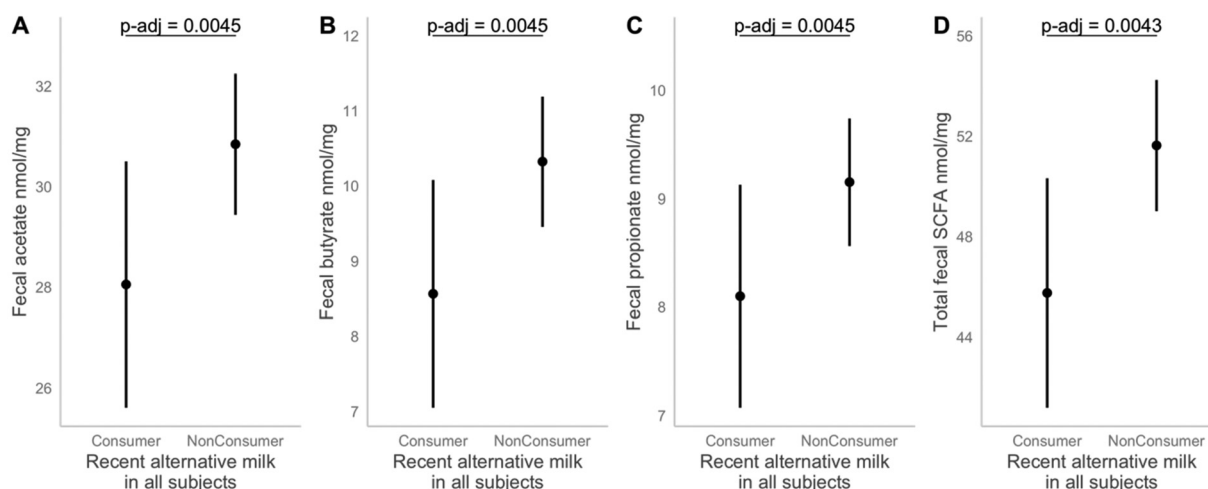 A
p-adj = 0.0045
Fecal acetate nmol/mg
32
30
28
26
Consumer NonConsumer
Recent alternative milk
in all subjects
B
p-adj = 0.0045
Fecal butyrate nmol/mg
12
11
10
9
8
7
Consumer NonConsumer
Recent alternative milk
in all subjects
C
p-adj = 0.0045
Fecal propionate nmol/mg
10
9
8
7
Consumer NonConsumer
Recent alternative milk
in all subjects
D
p-adj = 0.0043
Total fecal SCFA nmol/mg
56
52
48
44
Consumer NonConsumer
Recent alternative milk
in all subjects